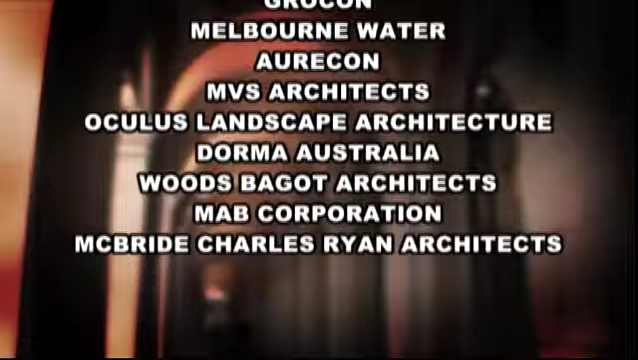 GROCON
MELBOURNE WATER
AURECON
MVS ARCHITECTS
OCULUS LANDSCAPE ARCHITECTURE
DORMA AUSTRALIA
WOODS BAGOT ARCHITECTS
MAB CORPORATION
MCBRIDE CHARLES RYAN ARCHITECTS